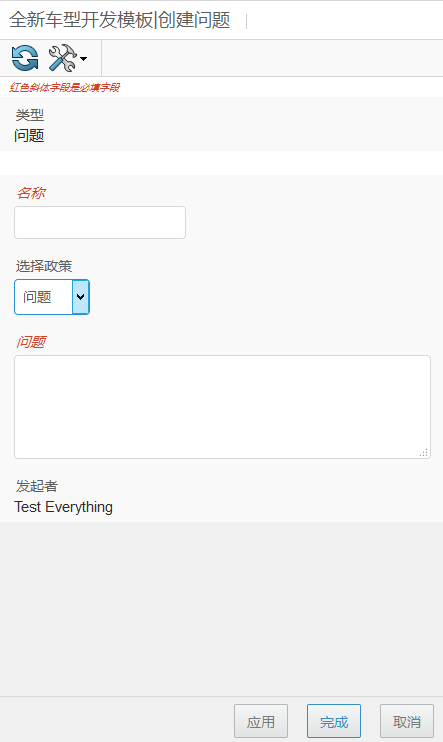 全新车型开发模板|创建问题
红色斜体字段是必填字段
类型
问题
名称
选择政策
问题
问题
发起者
Test Everything
应用
完成
取消